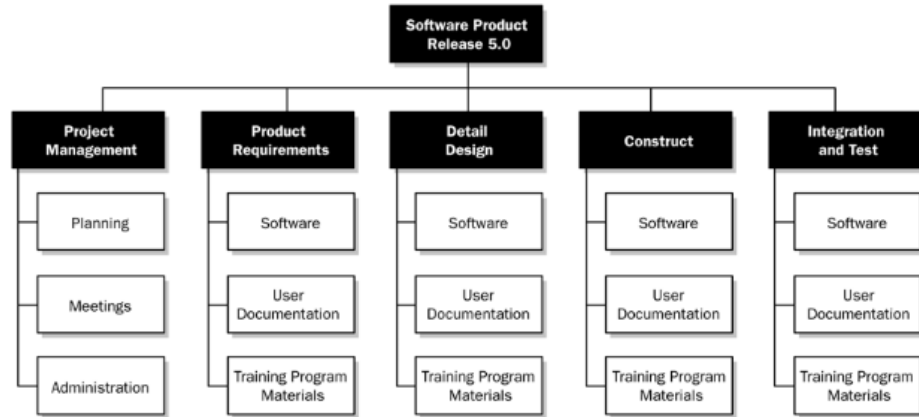 Software Product
Release 5.0
Project
Management
Product
Requirements
Detail
Design
Construct
Integration
and Test
Planning
Software
Software
Software
Software
Meetings
User
Documentation
User
Documentation
User
Documentation
User
Documentation
Administration
Training Program
Materials
Training Program
Materials
Training Program
Materials
Training Program
Materials